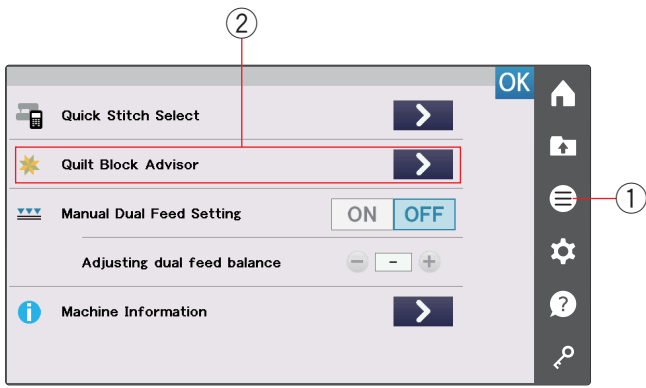 ②
OK
Quick Stitch Select
Quilt Block Advisor
①
Manual Dual Feed Setting ON OFF
Adjusting dual feed balance − - +
Machine Information
?